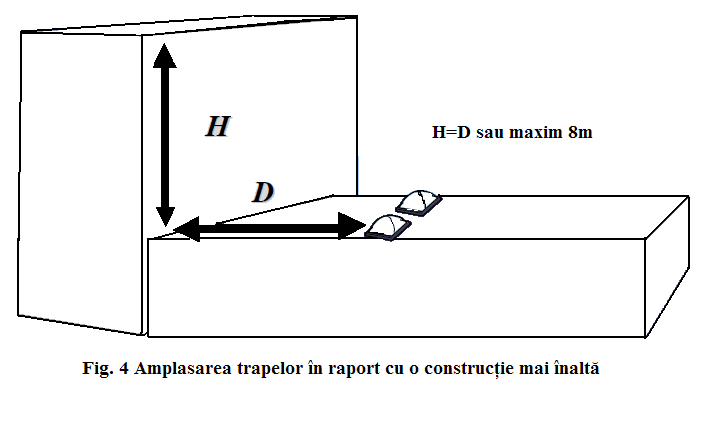 H
H=D sau maxim 8m
D
Fig. 4 Amplasarea trapelor în raport cu o construcție mai înaltă